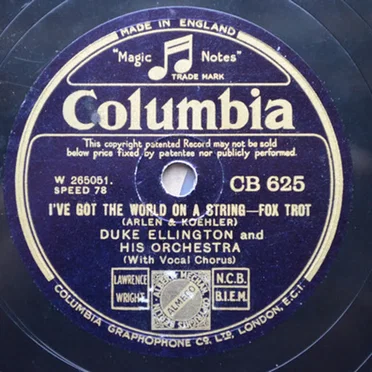 MADE IN ENGLAND
"Magic Notes"
TRADE MARK
Columbia
This copyright patented Record may not be sold
below price fixed by patentee nor publicly performed.
W 265051.
SPEED 78
CB 625
I'VE GOT THE WORLD ON A STRING—FOX TROT
(ARLEN & KOEHLER)
DUKE ELLINGTON and
HIS ORCHESTRA
(With Vocal Chorus)
LAWRENCE
WRIGHT
N.C.B.
B.I.E.M.
ALMACO
COLUMBIA GRAPHOPHONE CO. LTD. LONDON, E.C.1.